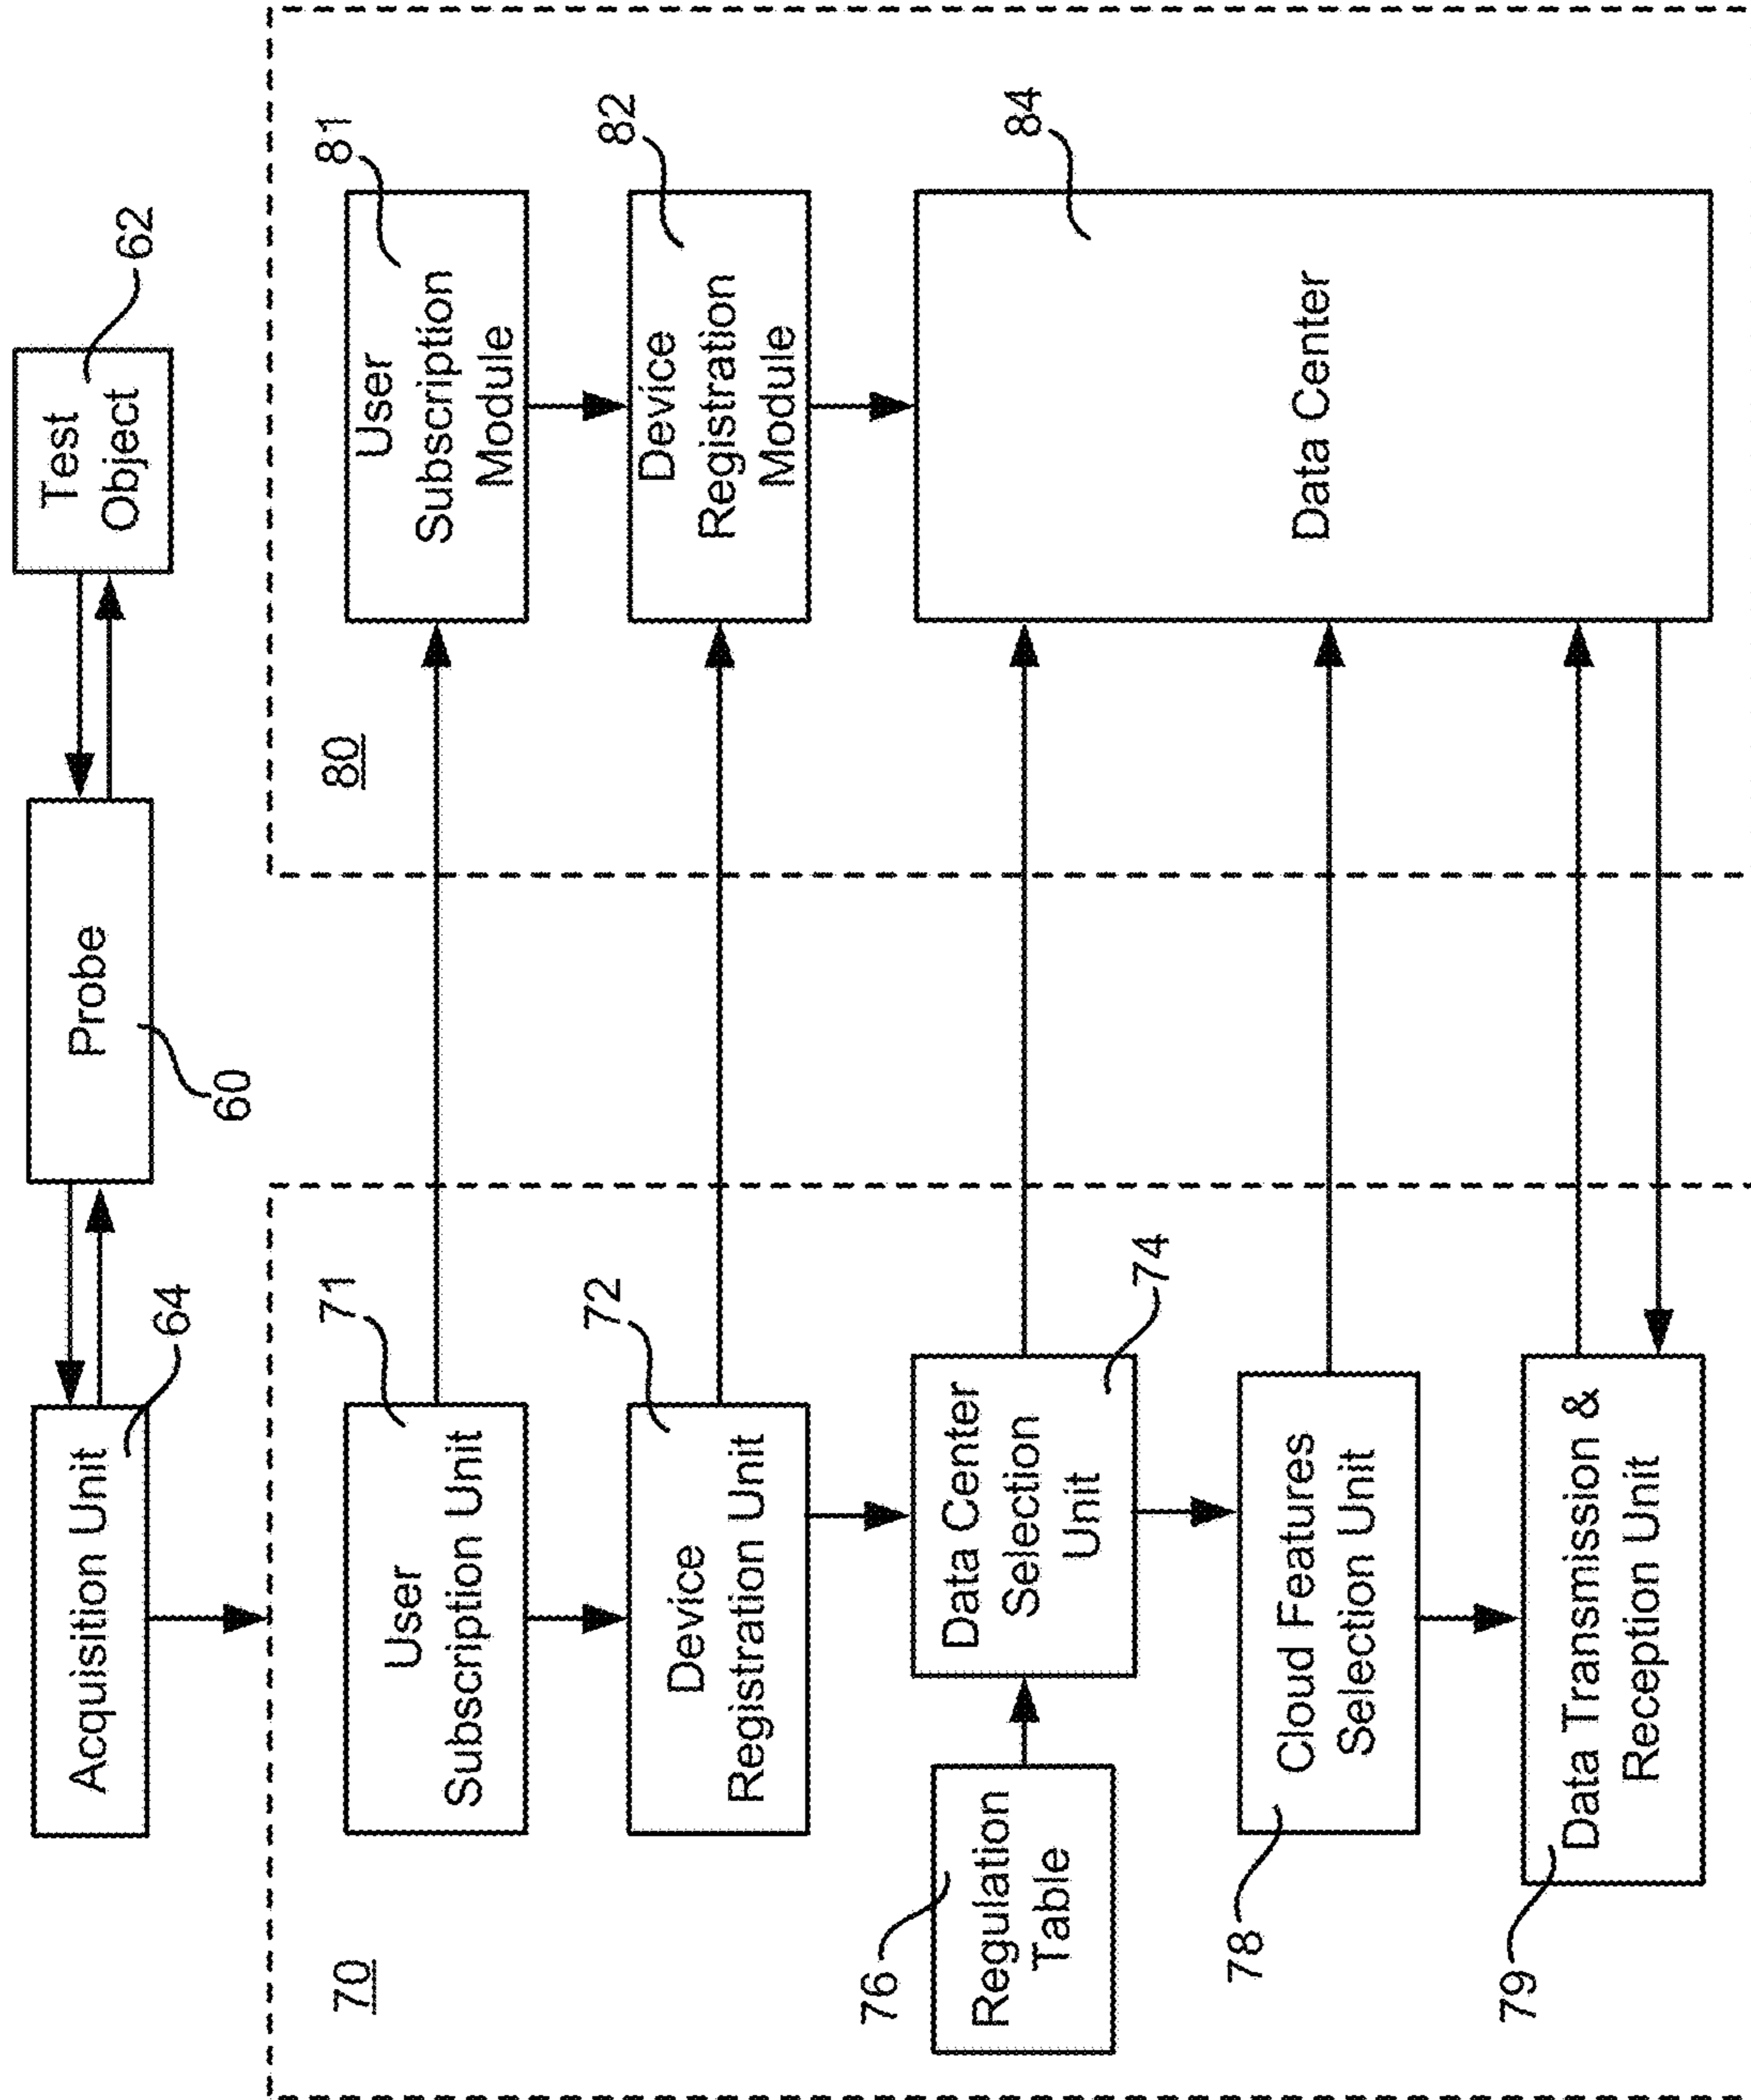 Acquisition Unit
64
Probe
60
Test
Object
62
70
User
Subscription Unit
71
Device
Registration Unit
72
Regulation
Table
76
Data Center
Selection
Unit
74
Cloud Features
Selection Unit
78
Data Transmission &
Reception Unit
79
80
User
Subscription
Module
81
Device
Registration
Module
82
Data Center
84